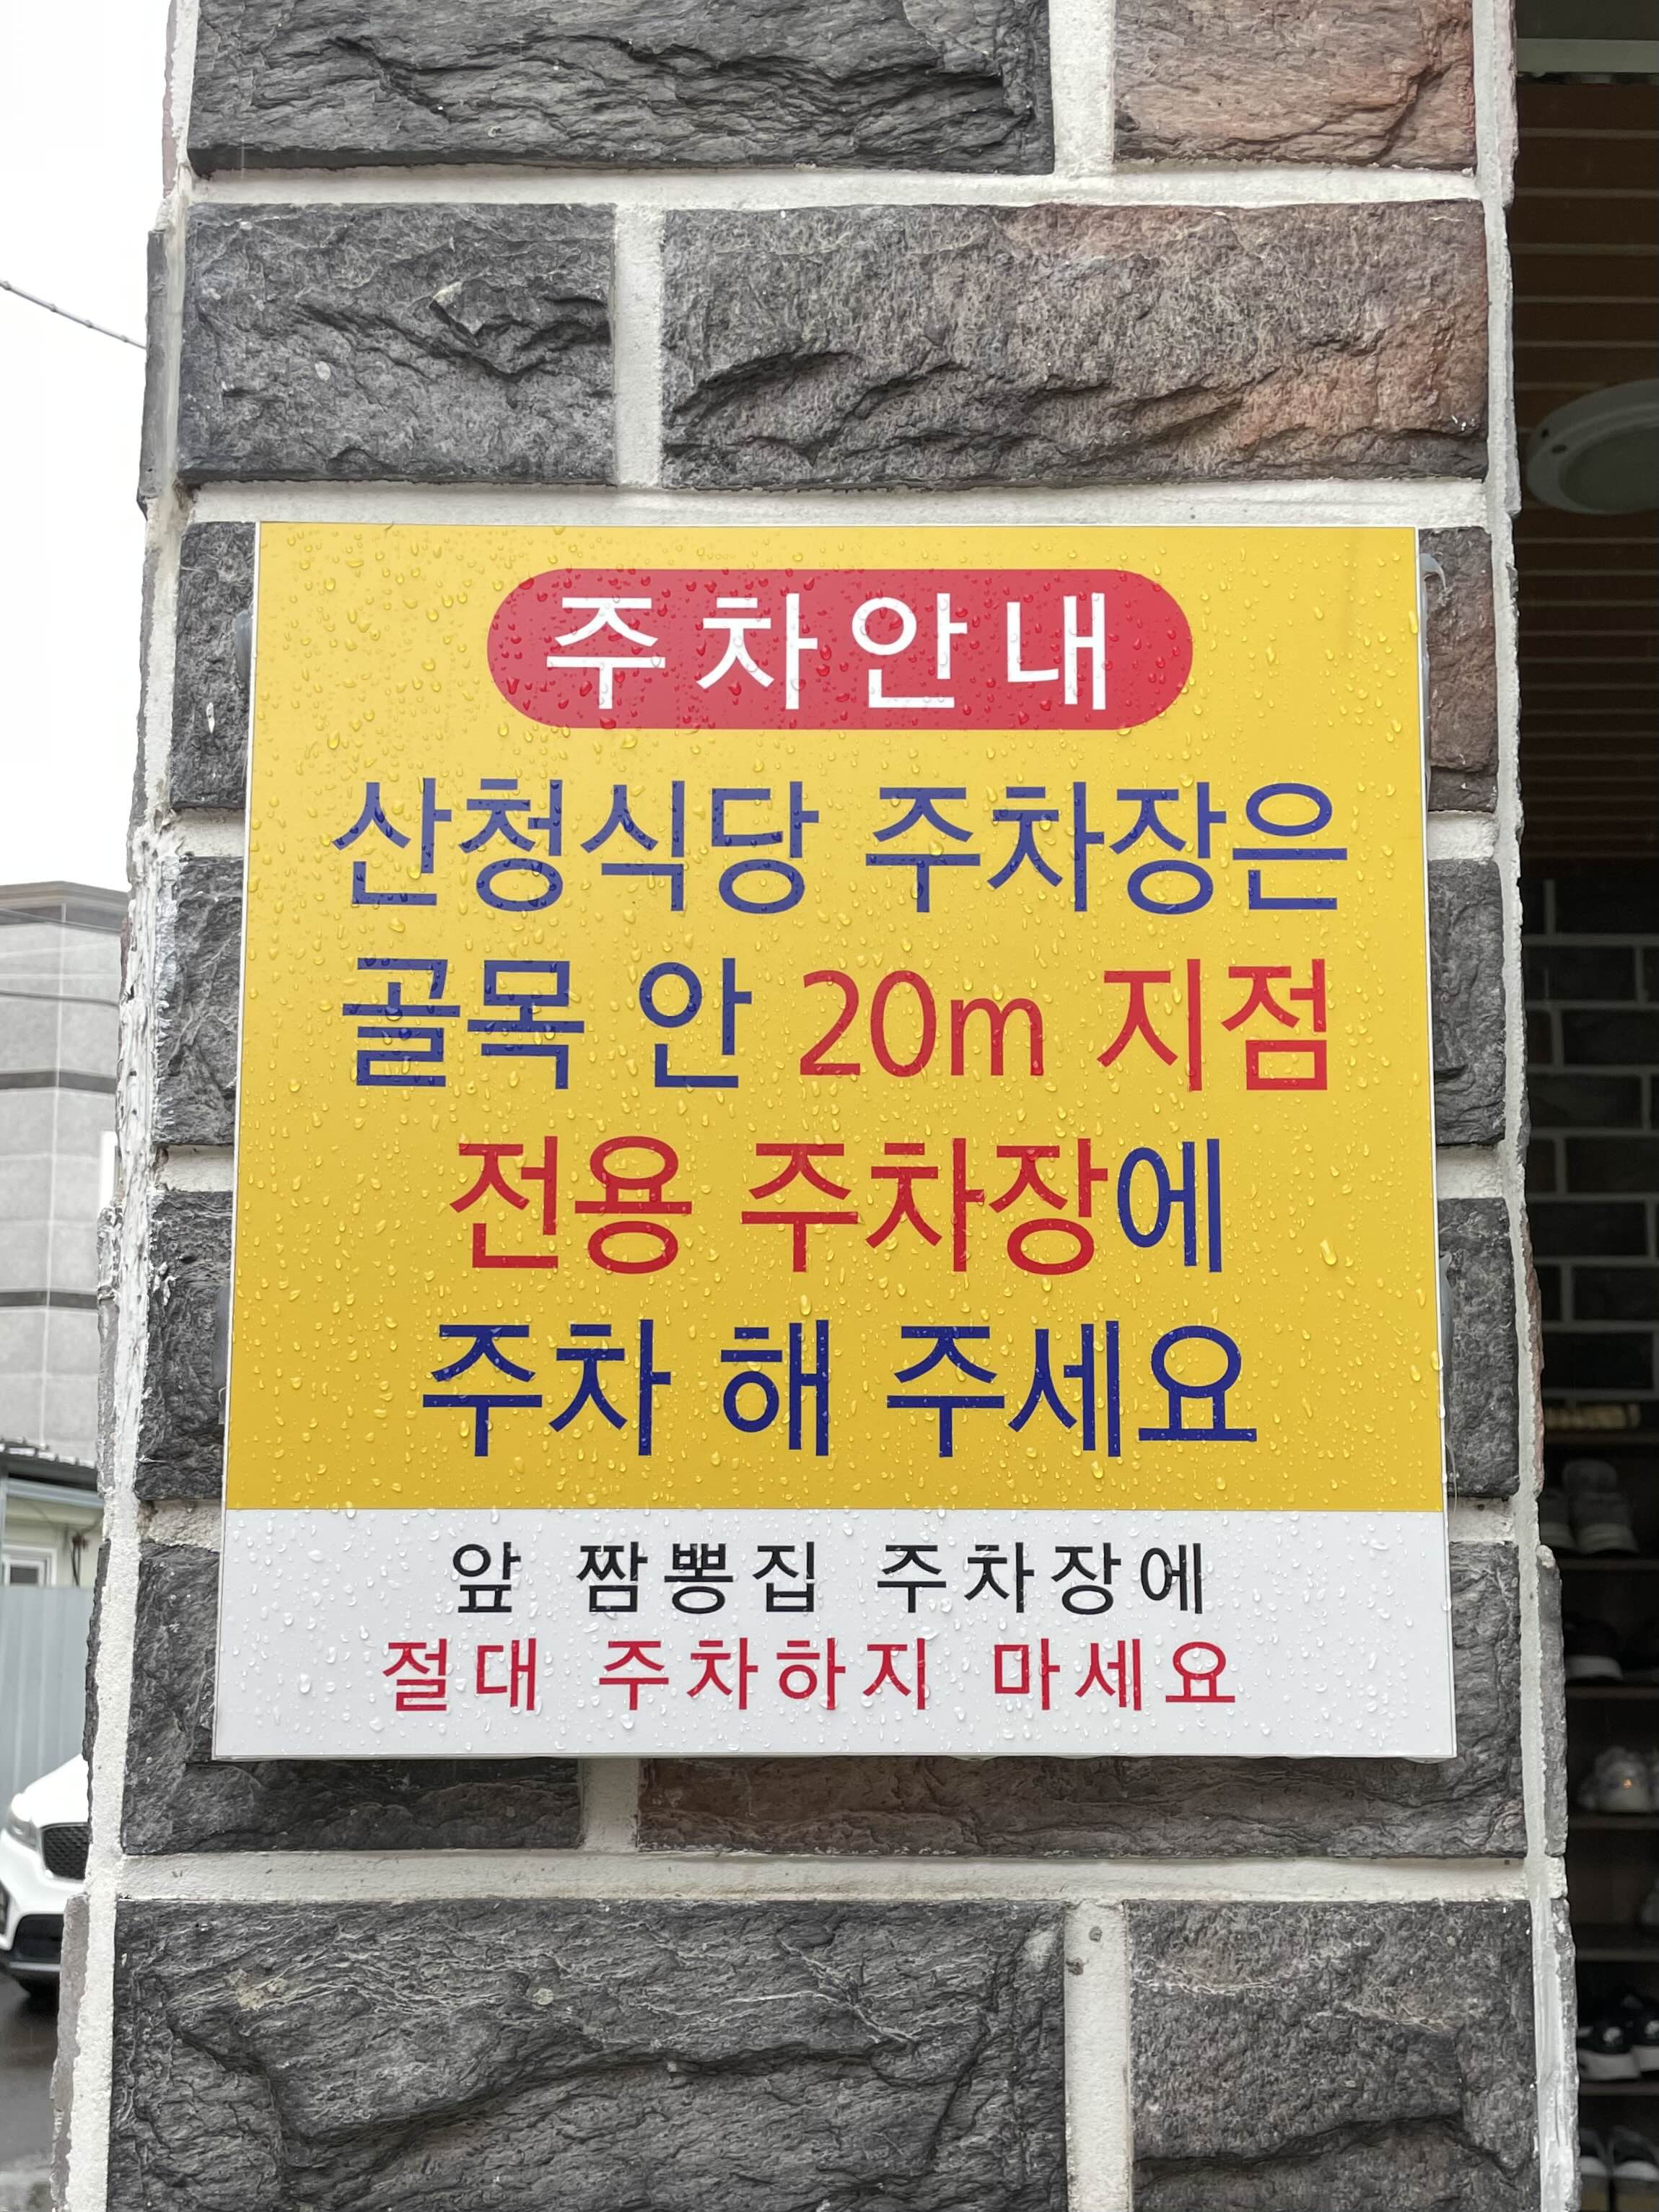 주차안내
산청식당 주차장은
골목 안 20m 지점
전용 주차장에
주차 해 주세요
앞 짬뽕집 주차장에
절대 주차하지 마세요